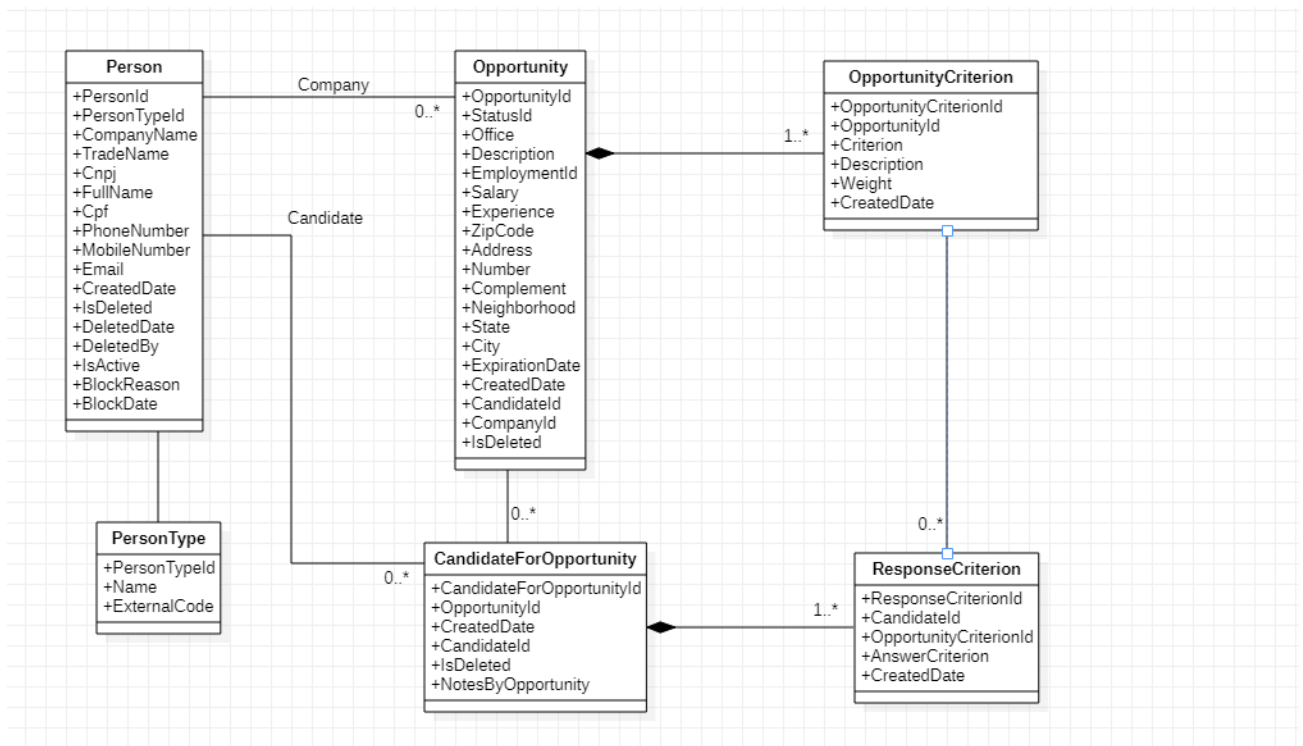 Person
+PersonId
+PersonTypeId
+CompanyName
+TradeName
+Cnpj
+FullName
+Cpf
+PhoneNumber
+MobileNumber
+Email
+CreatedDate
+IsDeleted
+DeletedDate
+DeletedBy
+IsActive
+BlockReason
+BlockDate
Company
0..*
Candidate
0..*
Opportunity
+OpportunityId
+StatusId
+Office
+Description
+EmploymentId
+Salary
+Experience
+ZipCode
+Address
+Number
+Complement
+Neighborhood
+State
+City
+ExpirationDate
+CreatedDate
+CandidateId
+CompanyId
+IsDeleted
1..*
OpportunityCriterion
+OpportunityCriterionId
+OpportunityId
+Criterion
+Description
+Weight
+CreatedDate
0..*
0..*
PersonType
+PersonTypeId
+Name
+ExternalCode
CandidateForOpportunity
+CandidateForOpportunityId
+OpportunityId
+CreatedDate
+CandidateId
+IsDeleted
+NotesByOpportunity
1..*
ResponseCriterion
+ResponseCriterionId
+CandidateId
+OpportunityCriterionId
+AnswerCriterion
+CreatedDate